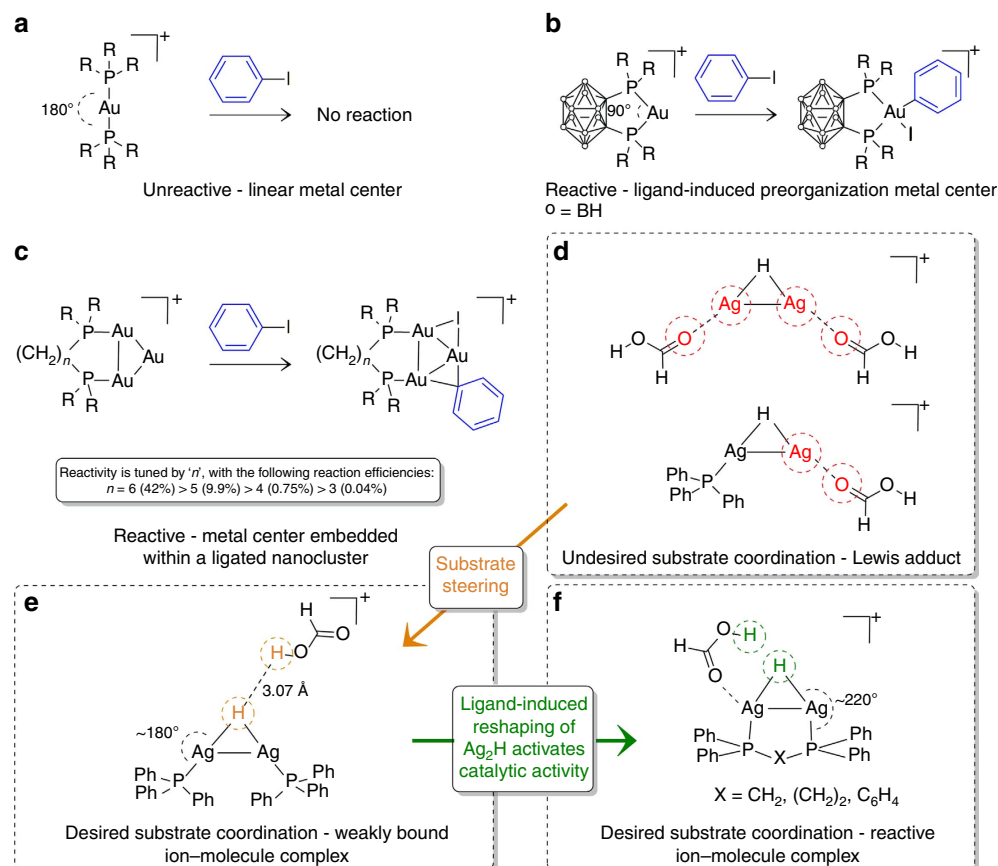 a
R
R
R
P
180°
Au
P
R
R
R
+
I
No reaction
Unreactive - linear metal center
b
R
R
P
90°
Au
P
R
R
+
I
R
R
P
Au
I
P
R
R
+
Reactive - ligand-induced preorganization metal center
o = BH
c
R
R
P
Au
(CH2)n
Au
P
Au
R
R
+
I
R
R
P
Au
I
(CH2)n
Au
P
Au
R
R
+
Reactivity is tuned by ‘n’, with the following reaction efficiencies:
n = 6 (42%) > 5 (9.9%) > 4 (0.75%) > 3 (0.04%)
Reactive - metal center embedded
within a ligated nanocluster
d
+
H
Ag
Ag
HO
O
H
O
O
H
H
+
H
Ag
Ag
Ph
Ph
P
Ph
O
O
H
H
Undesired substrate coordination - Lewis adduct
Substrate
steering
e
+
H
O
H
O
3.07 Å
H
~180°
Ag
Ag
Ph
P
Ph
Ph
P
Ph
Ph
Ph
Desired substrate coordination - weakly bound
ion–molecule complex
Ligand-induced
reshaping of
Ag2H activates
catalytic activity
f
+
O
H
H
O
H
Ag
Ag
~220°
Ph
Ph
P
X
P
Ph
Ph
X = CH2, (CH2)2, C6H4
Desired substrate coordination - reactive
ion–molecule complex